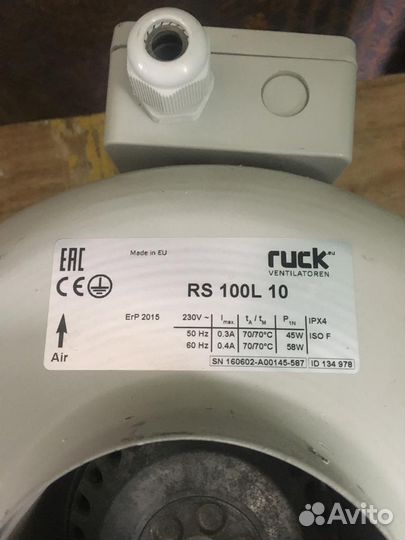 EAC
Made in EU
ruck.eu
VENTILATOREN
CE
RS 100L 10
ErP 2015
230V ~ Imax tA / tM P1N IPX4
50 Hz 0.3A 70/70°C 45W ISO F
60 Hz 0.4A 70/70°C 58W
Air
SN 160602-A00145-587 ID 134 978
Avito